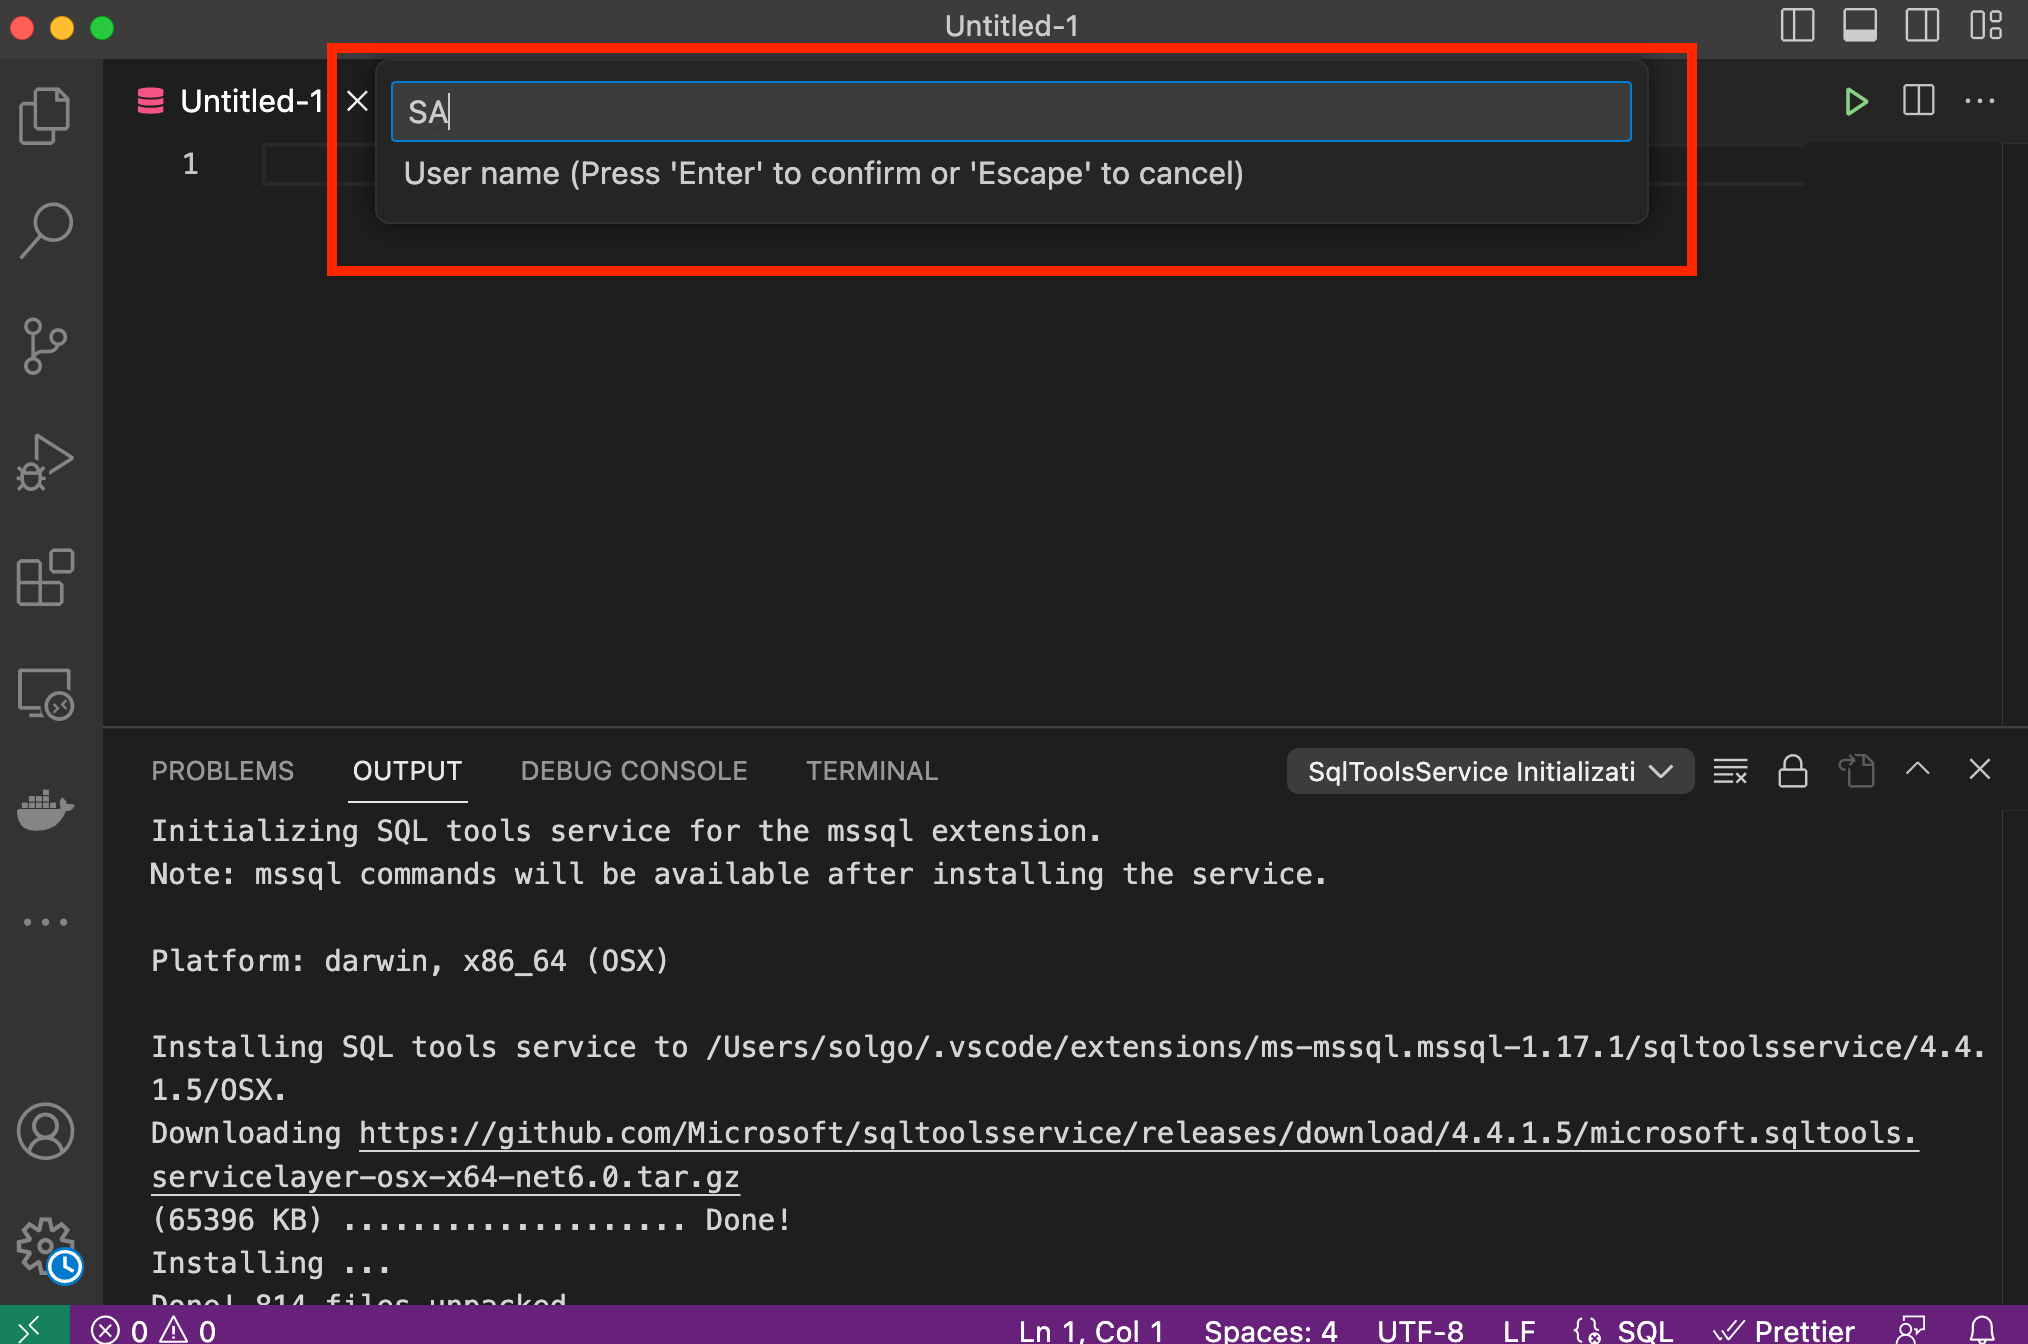 Untitled-1
Untitled-1
SA
User name (Press 'Enter' to confirm or 'Escape' to cancel)
1
PROBLEMS OUTPUT DEBUG CONSOLE TERMINAL SqlToolsService Initializati
Initializing SQL tools service for the mssql extension.
Note: mssql commands will be available after installing the service.
Platform: darwin, x86_64 (OSX)
Installing SQL tools service to /Users/solgo/.vscode/extensions/ms-mssql.mssql-1.17.1/sqltoolsservice/4.4.
1.5/OSX.
Downloading https://github.com/Microsoft/sqltoolsservice/releases/download/4.4.1.5/microsoft.sqltools.
servicelayer-osx-x64-net6.0.tar.gz
(65396 KB) .................... Done!
Installing ...
Done! 814 files unpacked
0 0 Ln 1, Col 1 Spaces: 4 UTF-8 LF SQL Prettier